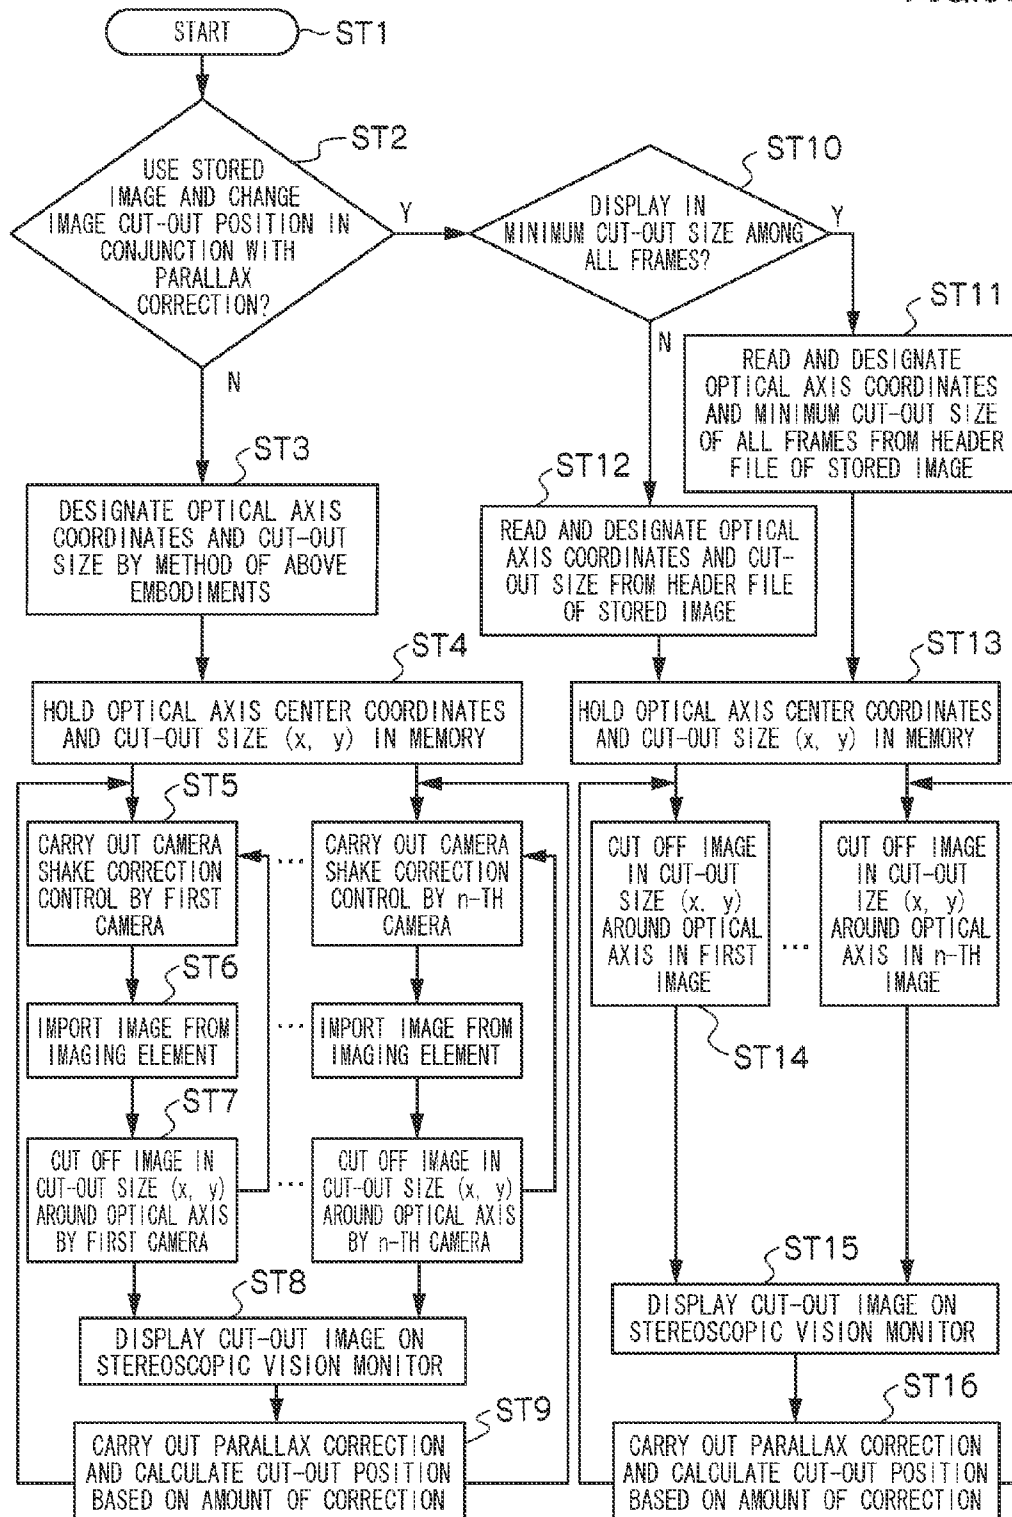 START
ST1
ST2
USE STORED
IMAGE AND CHANGE
IMAGE CUT-OUT POSITION IN
CONJUNCTION WITH
PARALLAX
CORRECTION?
Y
N
ST10
DISPLAY IN
MINIMUM CUT-OUT SIZE AMONG
ALL FRAMES?
Y
N
ST11
READ AND DESIGNATE
OPTICAL AXIS COORDINATES
AND MINIMUM CUT-OUT SIZE
OF ALL FRAMES FROM HEADER
FILE OF STORED IMAGE
ST3
DESIGNATE OPTICAL AXIS
COORDINATES AND CUT-OUT
SIZE BY METHOD OF ABOVE
EMBODIMENTS
ST12
READ AND DESIGNATE OPTICAL
AXIS COORDINATES AND CUT-
OUT SIZE FROM HEADER FILE
OF STORED IMAGE
ST4
HOLD OPTICAL AXIS CENTER COORDINATES
AND CUT-OUT SIZE (x, y) IN MEMORY
ST13
HOLD OPTICAL AXIS CENTER COORDINATES
AND CUT-OUT SIZE (x, y) IN MEMORY
ST5
CARRY OUT CAMERA
SHAKE CORRECTION
CONTROL BY FIRST
CAMERA
...
CARRY OUT CAMERA
SHAKE CORRECTION
CONTROL BY n-TH
CAMERA
ST6
IMPORT IMAGE FROM
IMAGING ELEMENT
...
IMPORT IMAGE FROM
IMAGING ELEMENT
ST7
CUT OFF IMAGE IN
CUT-OUT SIZE (x, y)
AROUND OPTICAL AXIS
BY FIRST CAMERA
...
CUT OFF IMAGE IN
CUT-OUT SIZE (x, y)
AROUND OPTICAL AXIS
BY n-TH CAMERA
ST8
DISPLAY CUT-OUT IMAGE ON
STEREOSCOPIC VISION MONITOR
ST9
CARRY OUT PARALLAX CORRECTION
AND CALCULATE CUT-OUT POSITION
BASED ON AMOUNT OF CORRECTION
CUT OFF IMAGE
IN CUT-OUT
SIZE (x, y)
AROUND OPTICAL
AXIS IN FIRST
IMAGE
...
CUT OFF IMAGE
IN CUT-OUT
IZE (x, y)
AROUND OPTICAL
AXIS IN n-TH
IMAGE
ST14
ST15
DISPLAY CUT-OUT IMAGE ON
STEREOSCOPIC VISION MONITOR
ST16
CARRY OUT PARALLAX CORRECTION
AND CALCULATE CUT-OUT POSITION
BASED ON AMOUNT OF CORRECTION